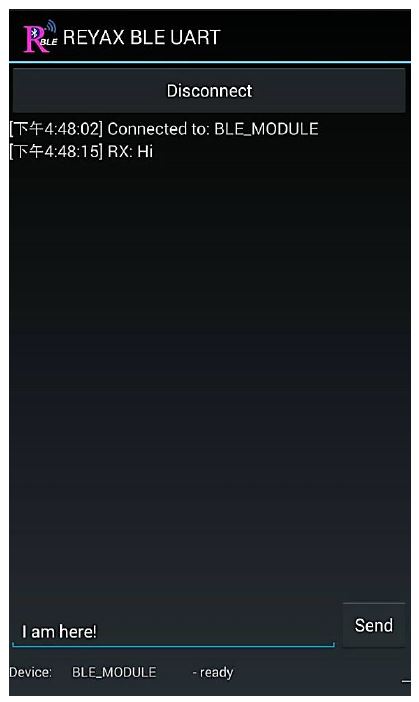 RBLE REYAX BLE UART
Disconnect
[下午4:48:02] Connected to: BLE_MODULE
[下午4:48:15] RX: Hi
I am here!
Send
Device: BLE_MODULE - ready